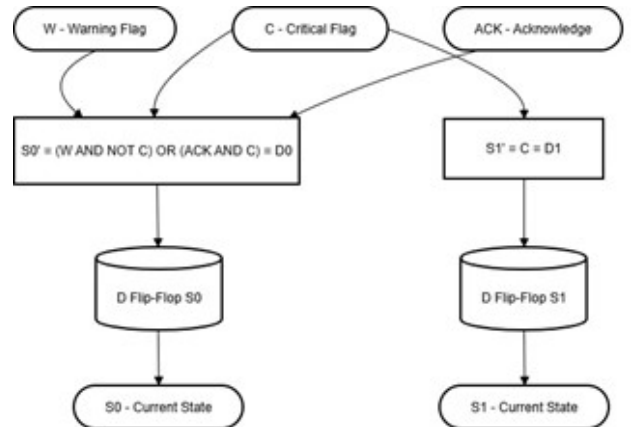 W - Warning Flag
C - Critical Flag
ACK - Acknowledge
S0' = (W AND NOT C) OR (ACK AND C) = D0
S1' = C = D1
D Flip-Flop S0
D Flip-Flop S1
S0 - Current State
S1 - Current State